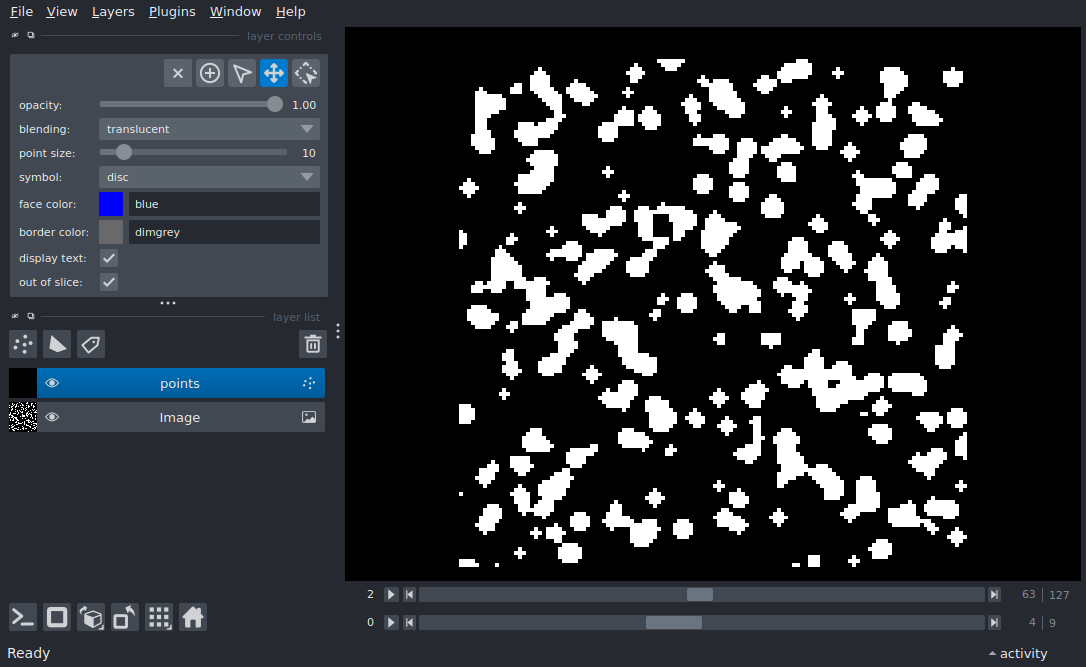 File View Layers Plugins Window Help
layer controls
opacity: 1.00
blending: translucent
point size: 10
symbol: disc
face color: blue
border color: dimgrey
display text:
out of slice:
layer list
points
Image
2 63 127
0 4 9
Ready activity